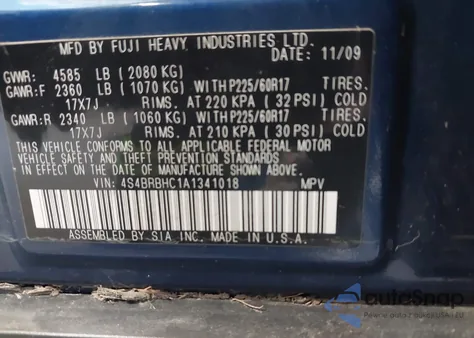 MFD BY FUJI HEAVY INDUSTRIES LTD.
DATE: 11/09
GVWR: 4585 LB (2080 KG)
GAWR:F 2360 LB (1070 KG) WITH P225/60R17 TIRES,
17X7J RIMS, AT 220 KPA (32 PSI) COLD
GAWR:R 2340 LB (1060 KG) WITH P225/60R17 TIRES,
17X7J RIMS, AT 210 KPA (30 PSI) COLD
THIS VEHICLE CONFORMS TO ALL APPLICABLE FEDERAL MOTOR
VEHICLE SAFETY AND THEFT PREVENTION STANDARDS IN
EFFECT ON THE DATE OF MANUFACTURE SHOWN ABOVE.
VIN: 4S4BRBHC1A1341018 MPV
ASSEMBLED BY SIA INC. MADE IN U.S.A.
autoSnap